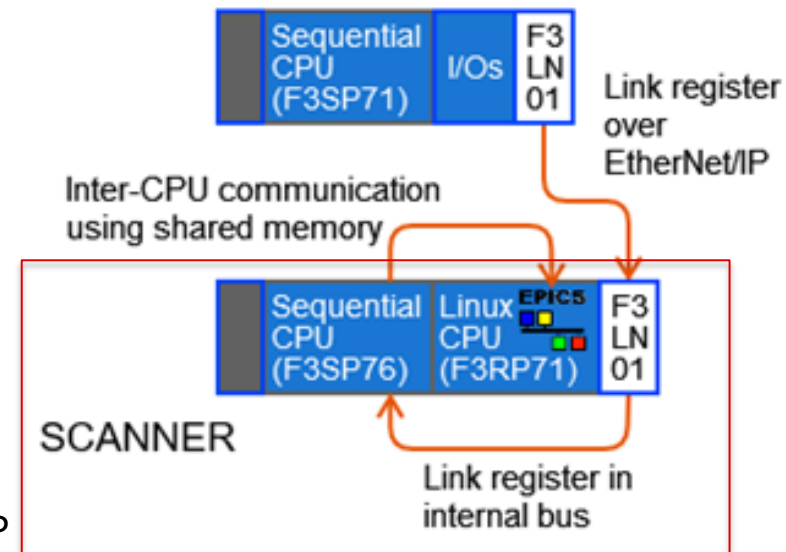 Sequential
CPU
(F3SP71)
I/Os
F3
LN
01
Link register
over
EtherNet/IP
Inter-CPU communication
using shared memory
Sequential
CPU
(F3SP76)
Linux
CPU
(F3RP71)
EPICS
F3
LN
01
SCANNER
Link register in
internal bus